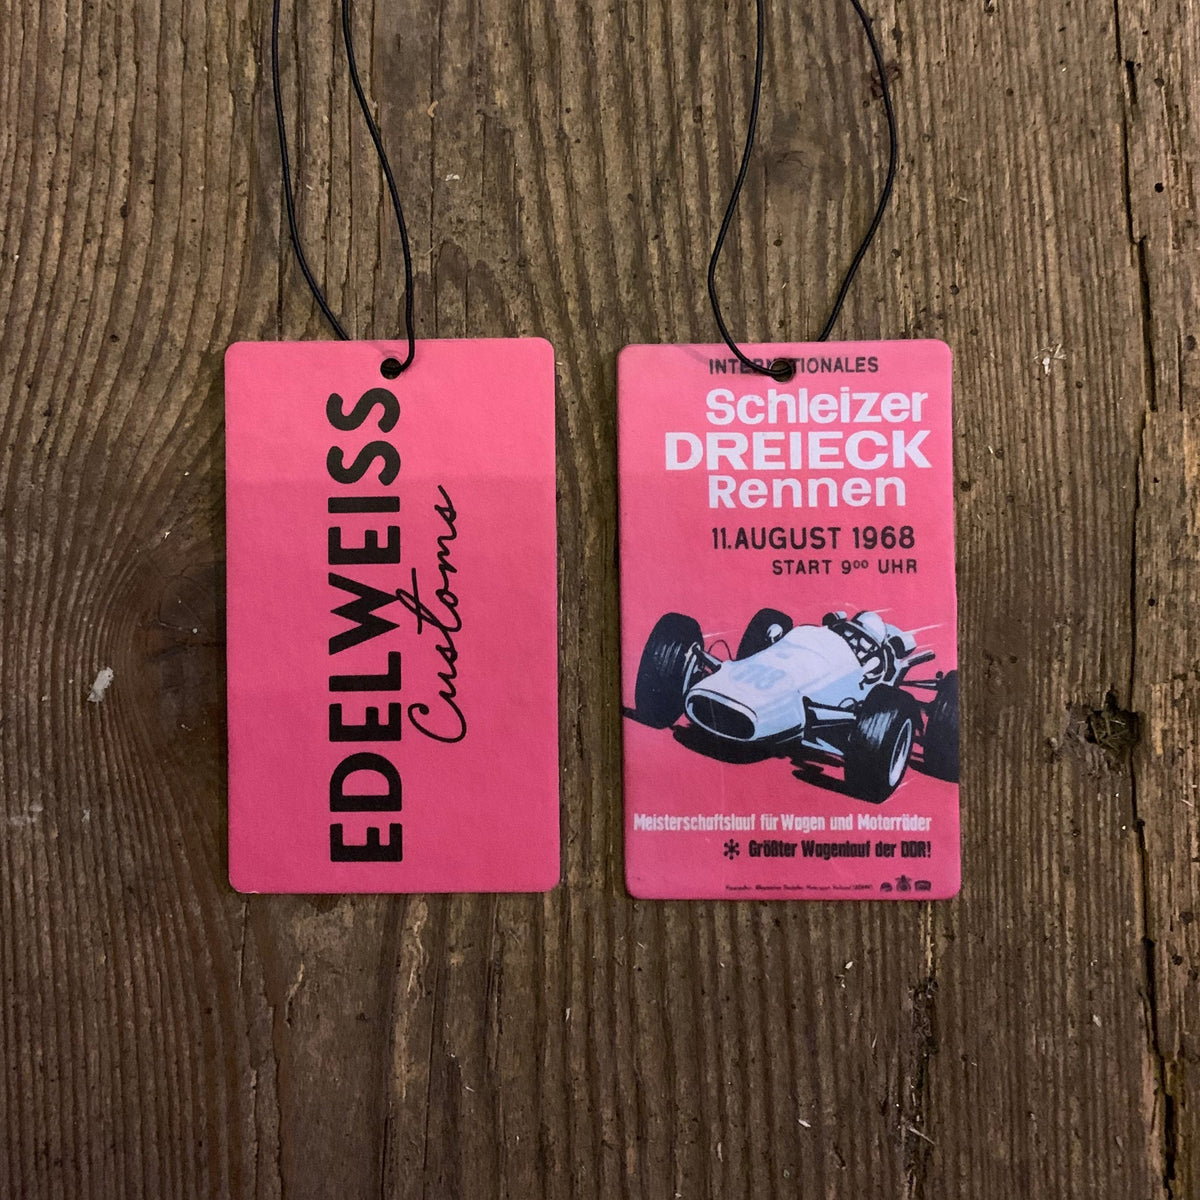 EDELWEISS.
Customs
INTERNATIONALES
Schleizer
DREIECK
Rennen
11.AUGUST 1968
START 9⁰⁰ UHR
Meisterschaftslauf für Wagen und Motorräder
* Größter Wagenlauf der DDR!